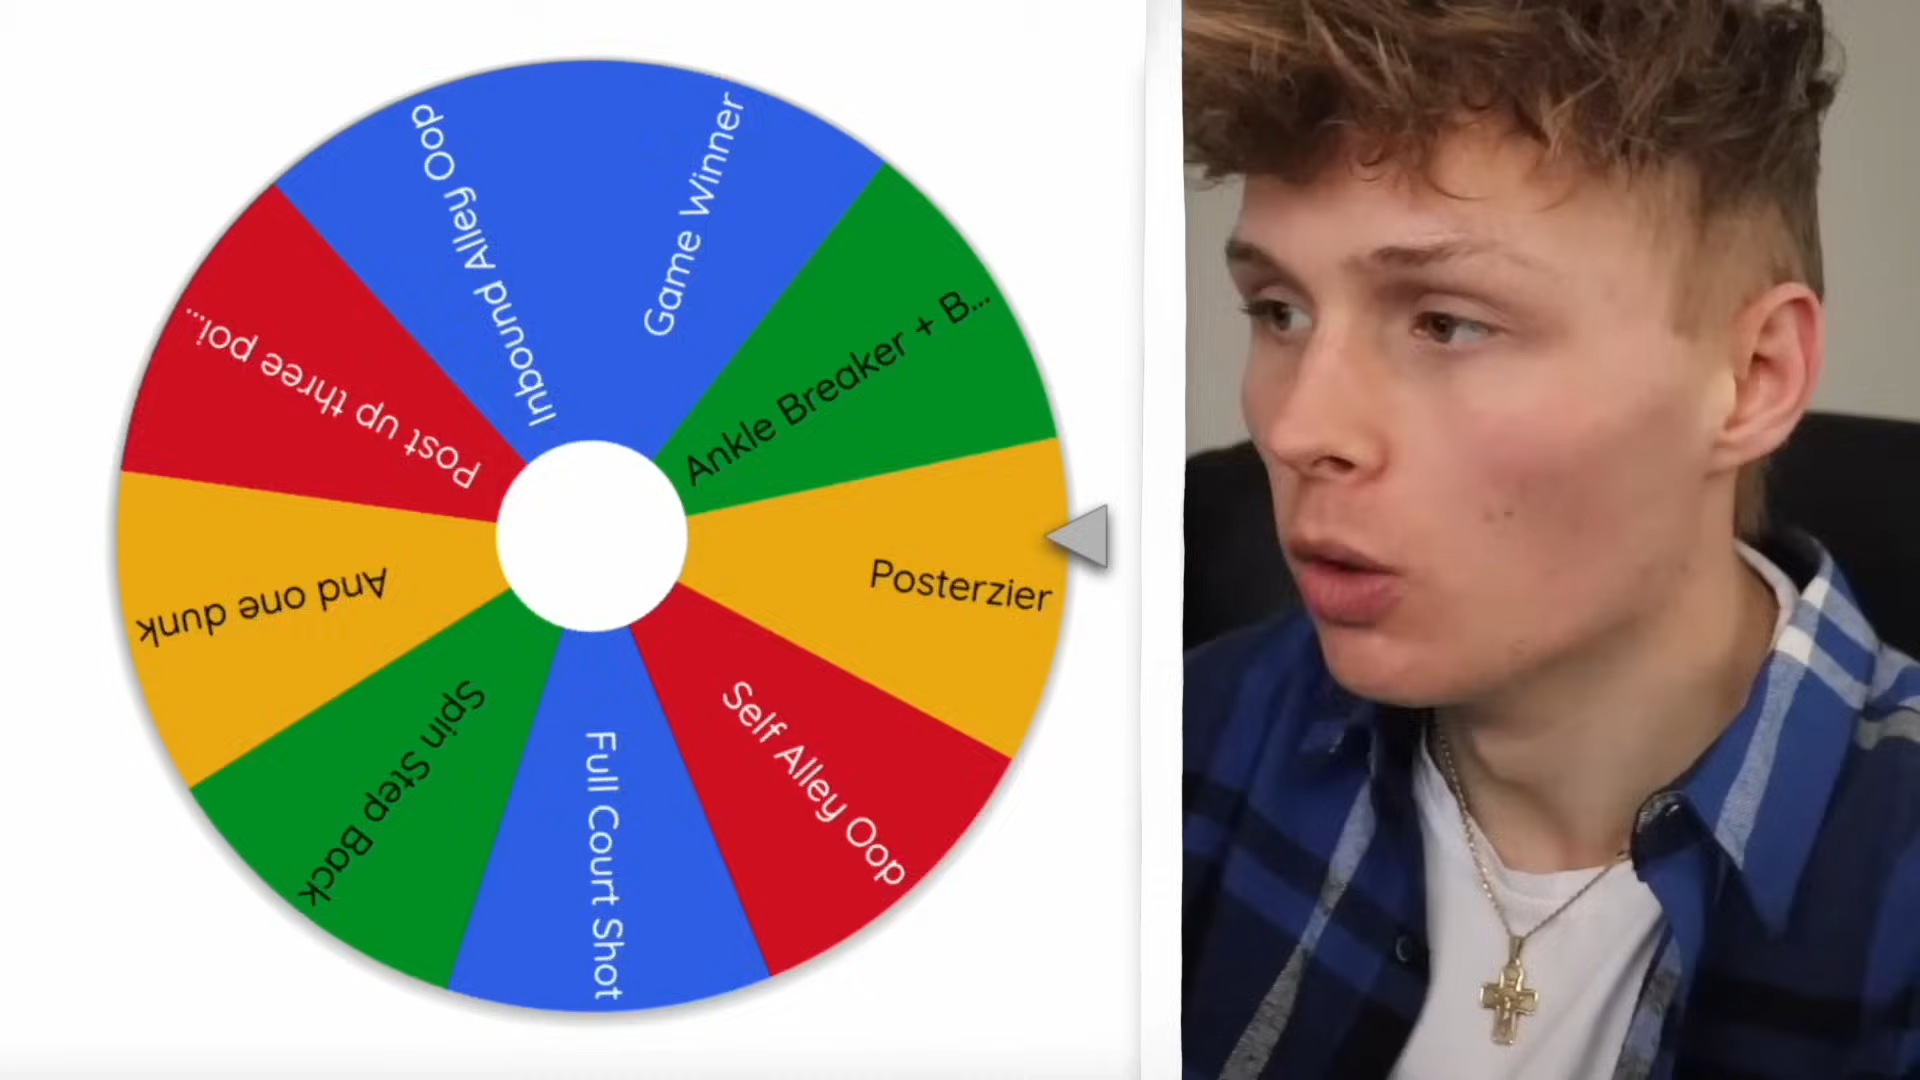 Game Winner
Ankle Breaker + B...
Posterzier
Self Alley Oop
Full Court Shot
Spin Step Back
And one dunk
Post up three poi...
Inbound Alley Oop